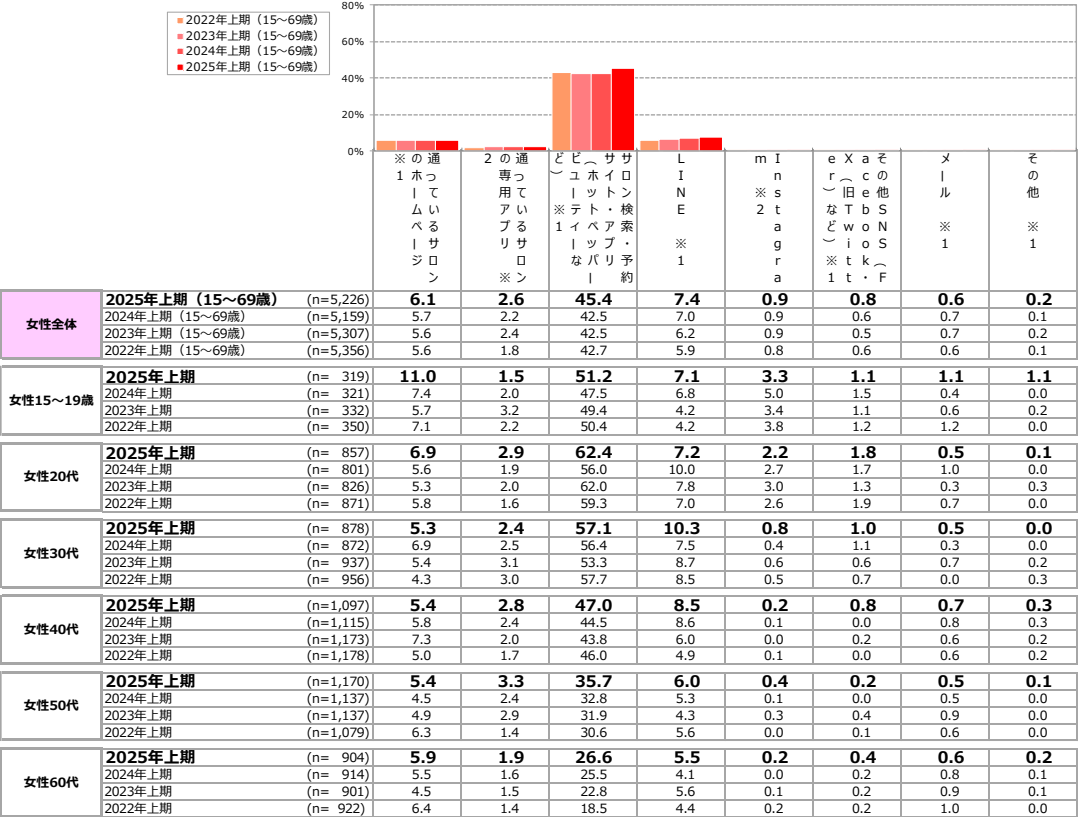 80%
2022年上期（15～69歳）
2023年上期（15～69歳）
2024年上期（15～69歳）
2025年上期（15～69歳）
60%
40%
20%
0%
通っているサロンのホームページ ※1
通っているサロンの専用アプリ ※2
サロン検索・予約サイト・アプリ（ホットペッパービューティーなど）※1
LINE ※1
Instagram ※2
その他SNS（Facebook・X（旧Twitter）など）※1
メール ※1
その他 ※1
女性全体
2025年上期（15～69歳） (n=5,226) 6.1 2.6 45.4 7.4 0.9 0.8 0.6 0.2
2024年上期（15～69歳） (n=5,159) 5.7 2.2 42.5 7.0 0.9 0.6 0.7 0.1
2023年上期（15～69歳） (n=5,307) 5.6 2.4 42.5 6.2 0.9 0.5 0.7 0.2
2022年上期（15～69歳） (n=5,356) 5.6 1.8 42.7 5.9 0.8 0.6 0.6 0.1
女性15～19歳
2025年上期 (n= 319) 11.0 1.5 51.2 7.1 3.3 1.1 1.1 1.1
2024年上期 (n= 321) 7.4 2.0 47.5 6.8 5.0 1.5 0.4 0.0
2023年上期 (n= 332) 5.7 3.2 49.4 4.2 3.4 1.1 0.6 0.2
2022年上期 (n= 350) 7.1 2.2 50.4 4.2 3.8 1.2 1.2 0.0
女性20代
2025年上期 (n= 857) 6.9 2.9 62.4 7.2 2.2 1.8 0.5 0.1
2024年上期 (n= 801) 5.6 1.9 56.0 10.0 2.7 1.7 1.0 0.0
2023年上期 (n= 826) 5.3 2.0 62.0 7.8 3.0 1.3 0.3 0.3
2022年上期 (n= 871) 5.8 1.6 59.3 7.0 2.6 1.9 0.7 0.0
女性30代
2025年上期 (n= 878) 5.3 2.4 57.1 10.3 0.8 1.0 0.5 0.0
2024年上期 (n= 872) 6.9 2.5 56.4 7.5 0.4 1.1 0.3 0.0
2023年上期 (n= 937) 5.4 3.1 53.3 8.7 0.6 0.6 0.7 0.2
2022年上期 (n= 956) 4.3 3.0 57.7 8.5 0.5 0.7 0.0 0.3
女性40代
2025年上期 (n=1,097) 5.4 2.8 47.0 8.5 0.2 0.8 0.7 0.3
2024年上期 (n=1,115) 5.8 2.4 44.5 8.6 0.1 0.0 0.8 0.3
2023年上期 (n=1,173) 7.3 2.0 43.8 6.0 0.0 0.2 0.6 0.2
2022年上期 (n=1,178) 5.0 1.7 46.0 4.9 0.1 0.0 0.6 0.2
女性50代
2025年上期 (n=1,170) 5.4 3.3 35.7 6.0 0.4 0.2 0.5 0.1
2024年上期 (n=1,137) 4.5 2.4 32.8 5.3 0.1 0.0 0.5 0.0
2023年上期 (n=1,137) 4.9 2.9 31.9 4.3 0.3 0.4 0.9 0.0
2022年上期 (n=1,079) 6.3 1.4 30.6 5.6 0.0 0.1 0.6 0.0
女性60代
2025年上期 (n= 904) 5.9 1.9 26.6 5.5 0.2 0.4 0.6 0.2
2024年上期 (n= 914) 5.5 1.6 25.5 4.1 0.0 0.2 0.8 0.1
2023年上期 (n= 901) 4.5 1.5 22.8 5.6 0.1 0.2 0.9 0.1
2022年上期 (n= 922) 6.4 1.4 18.5 4.4 0.2 0.2 1.0 0.0